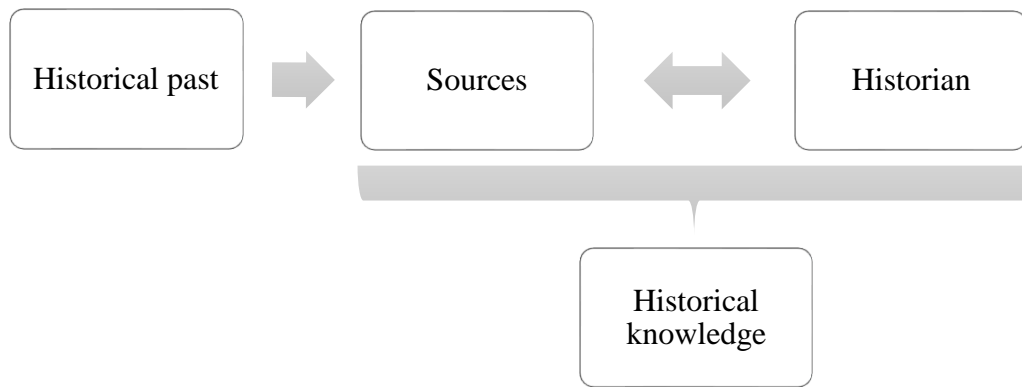 Historical past
Sources
Historian
Historical
knowledge